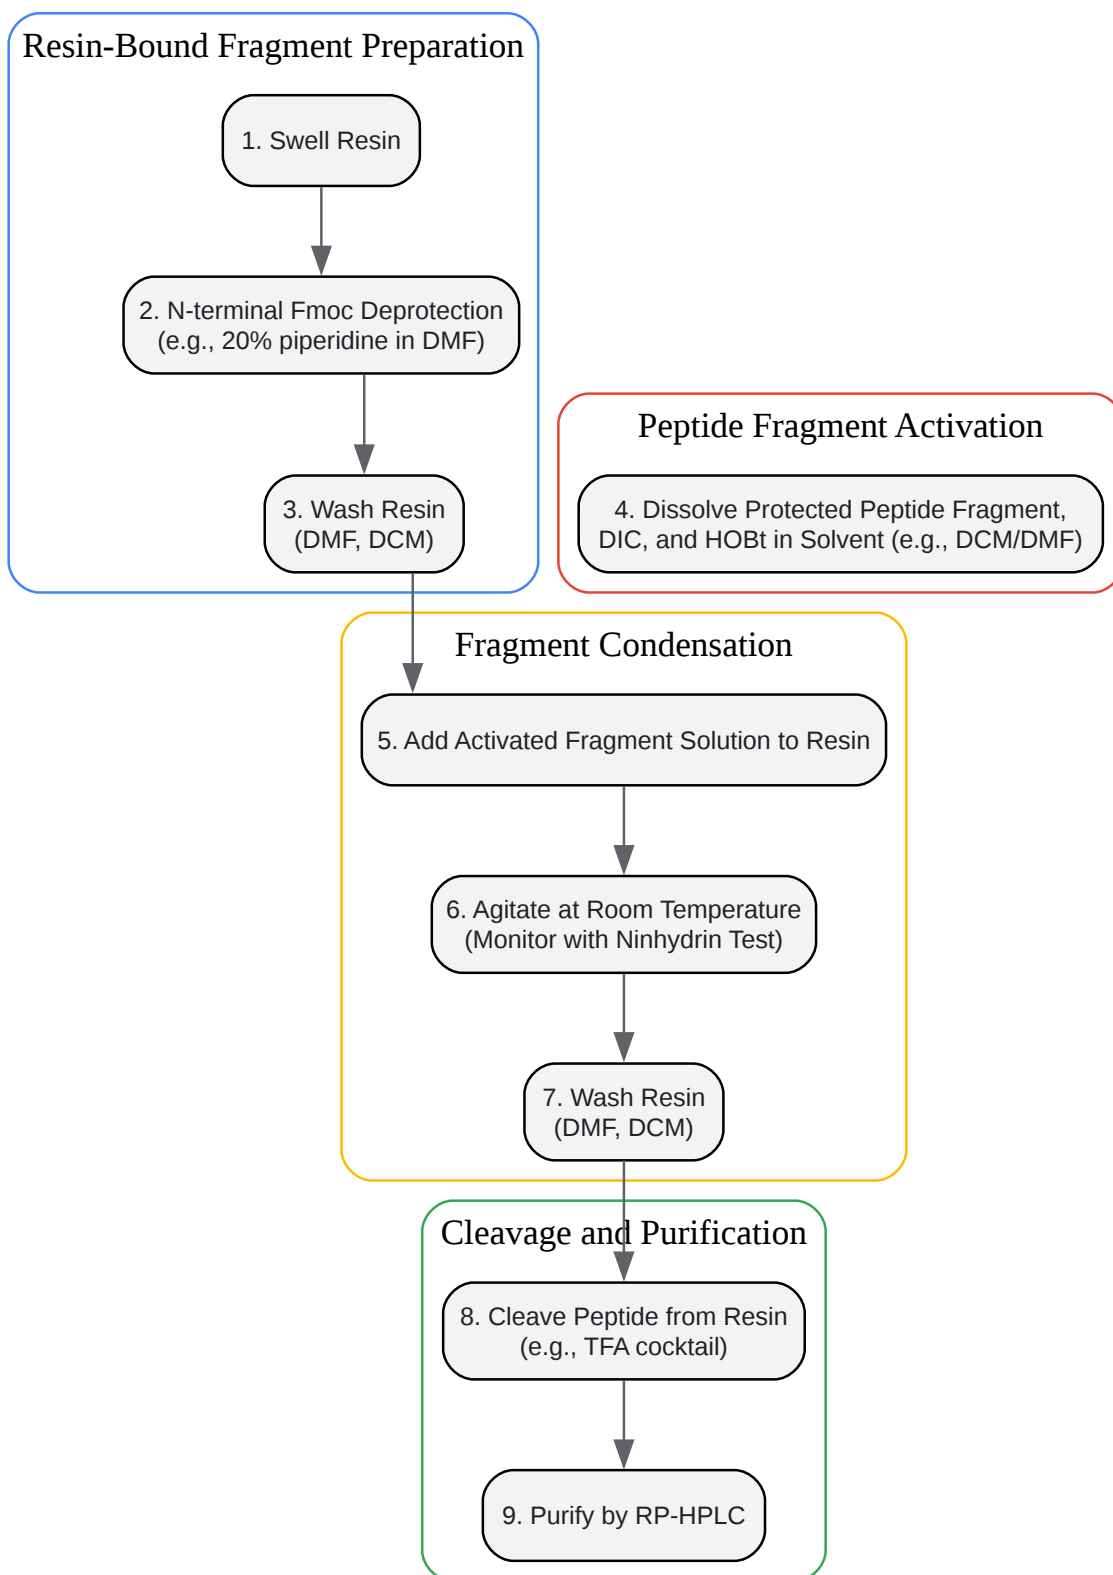 Resin-Bound Fragment Preparation
1. Swell Resin
2. N-terminal Fmoc Deprotection
(e.g., 20% piperidine in DMF)
3. Wash Resin
(DMF, DCM)
Peptide Fragment Activation
4. Dissolve Protected Peptide Fragment,
DIC, and HOBt in Solvent (e.g., DCM/DMF)
Fragment Condensation
5. Add Activated Fragment Solution to Resin
6. Agitate at Room Temperature
(Monitor with Ninhydrin Test)
7. Wash Resin
(DMF, DCM)
Cleavage and Purification
8. Cleave Peptide from Resin
(e.g., TFA cocktail)
9. Purify by RP-HPLC